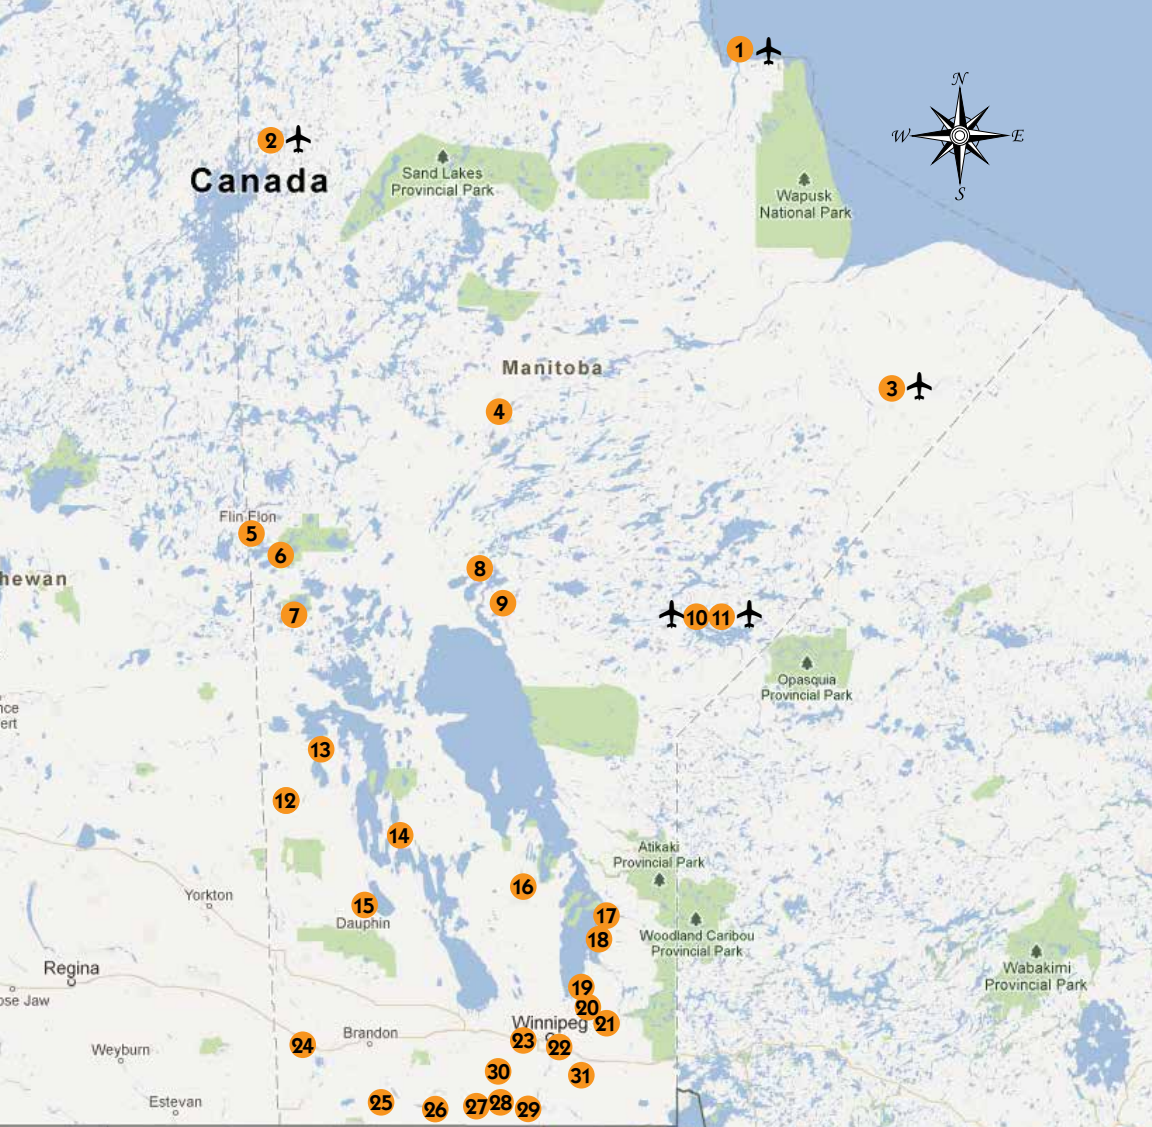 1
N
W
E
S
2
Canada
Sand Lakes
Provincial Park
Wapusk
National Park
Manitoba
3
4
Flin Flon
5
6
hewan
7
8
9
10
11
Opasquia
Provincial Park
nce
ert
13
12
14
Atikaki
Provincial Park
16
Yorkton
15
Dauphin
17
18
Woodland Caribou
Provincial Park
Regina
Wabakimi
Provincial Park
ose Jaw
19
20
Winnipeg
21
Brandon
23
22
24
Weyburn
30
31
Estevan
25
26
27
28
29